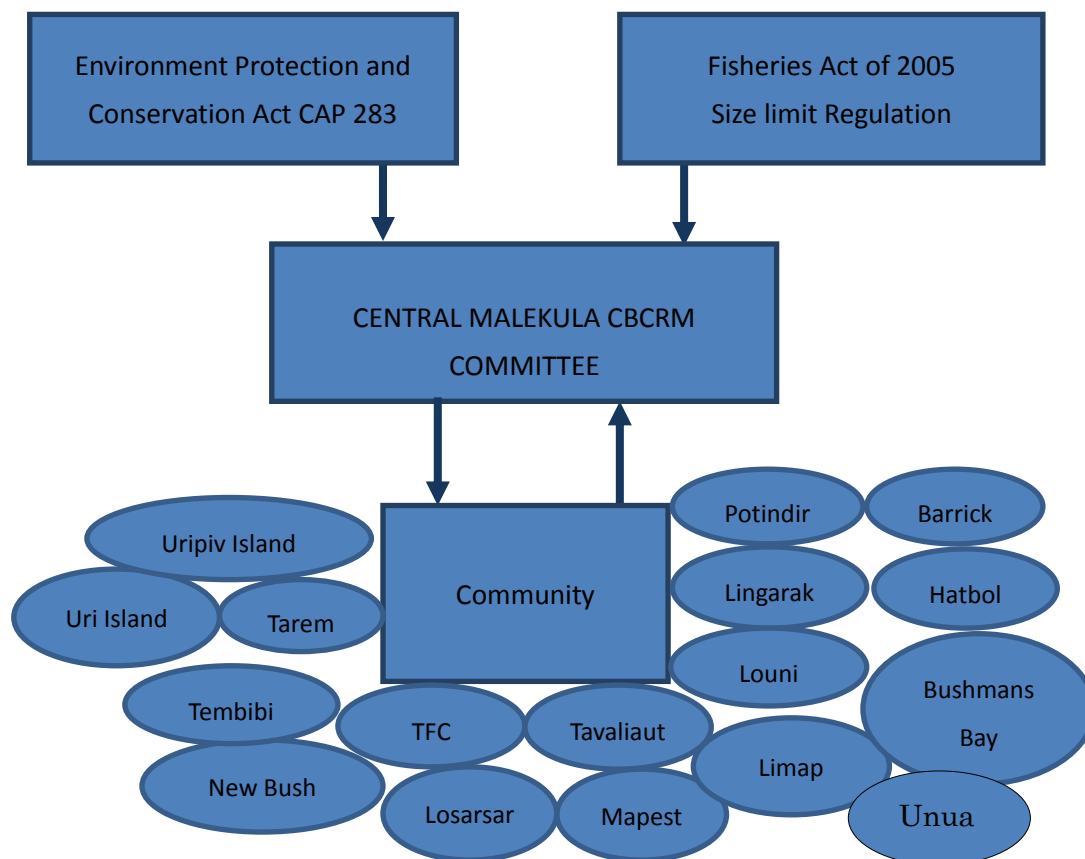 Environment Protection and
Conservation Act CAP 283
Fisheries Act of 2005
Size limit Regulation
CENTRAL MALEKULA CBCRM
COMMITTEE
Community
Uripiv Island
Uri Island
Tarem
Tembibi
New Bush
TFC
Losarsar
Tavaliaut
Mapest
Potindir
Barrick
Lingarak
Hatbol
Louni
Bushmans
Bay
Limap
Unua